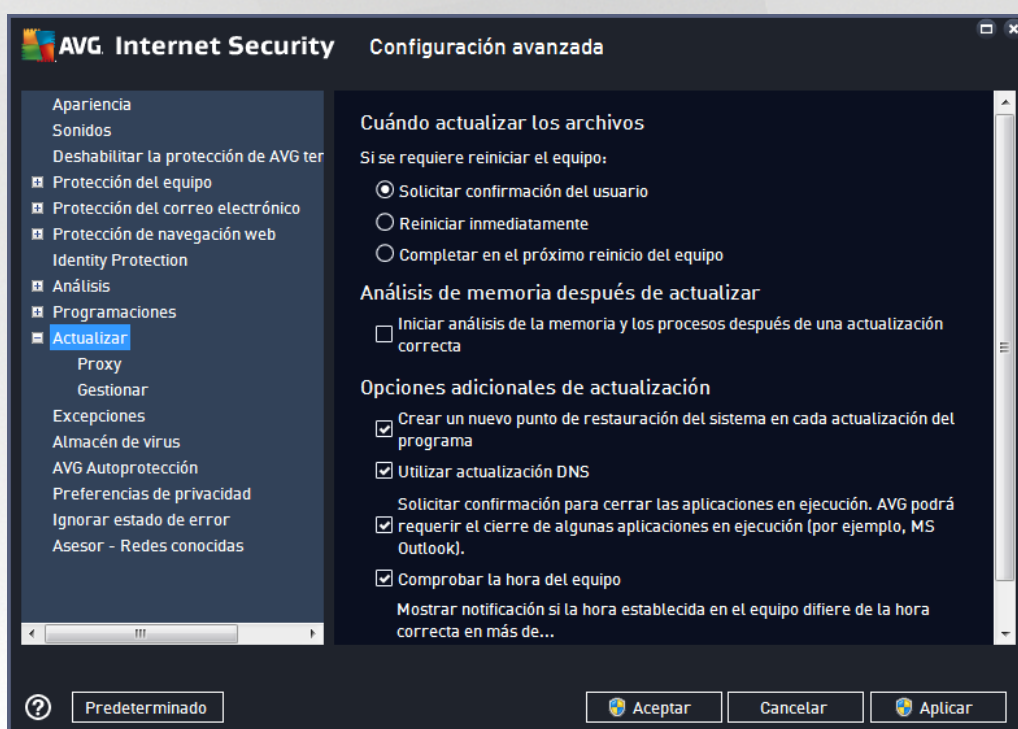 AVG. Internet Security
Configuración avanzada
Apariencia
Sonidos
Deshabilitar la protección de AVG ter
Protección del equipo
Protección del correo electrónico
Protección de navegación web
Identity Protection
Análisis
Programaciones
Actualizar
Proxy
Gestionar
Excepciones
Almacén de virus
AVG Autoprotección
Preferencias de privacidad
Ignorar estado de error
Asesor - Redes conocidas
Cuándo actualizar los archivos
Si se requiere reiniciar el equipo:
Solicitar confirmación del usuario
Reiniciar inmediatamente
Completar en el próximo reinicio del equipo
Análisis de memoria después de actualizar
Iniciar análisis de la memoria y los procesos después de una actualización
correcta
Opciones adicionales de actualización
Crear un nuevo punto de restauración del sistema en cada actualización del
programa
Utilizar actualización DNS
Solicitar confirmación para cerrar las aplicaciones en ejecución. AVG podrá
requerir el cierre de algunas aplicaciones en ejecución (por ejemplo, MS
Outlook).
Comprobar la hora del equipo
Mostrar notificación si la hora establecida en el equipo difiere de la hora
correcta en más de...
?
Predeterminado
Aceptar
Cancelar
Aplicar